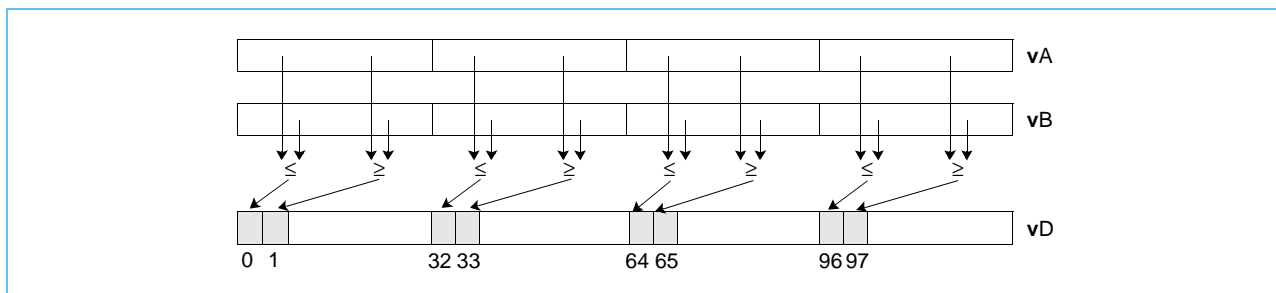 vA
vB
≤ ≥ ≤ ≥ ≤ ≥ ≤ ≥
vD
0 1 32 33 64 65 96 97